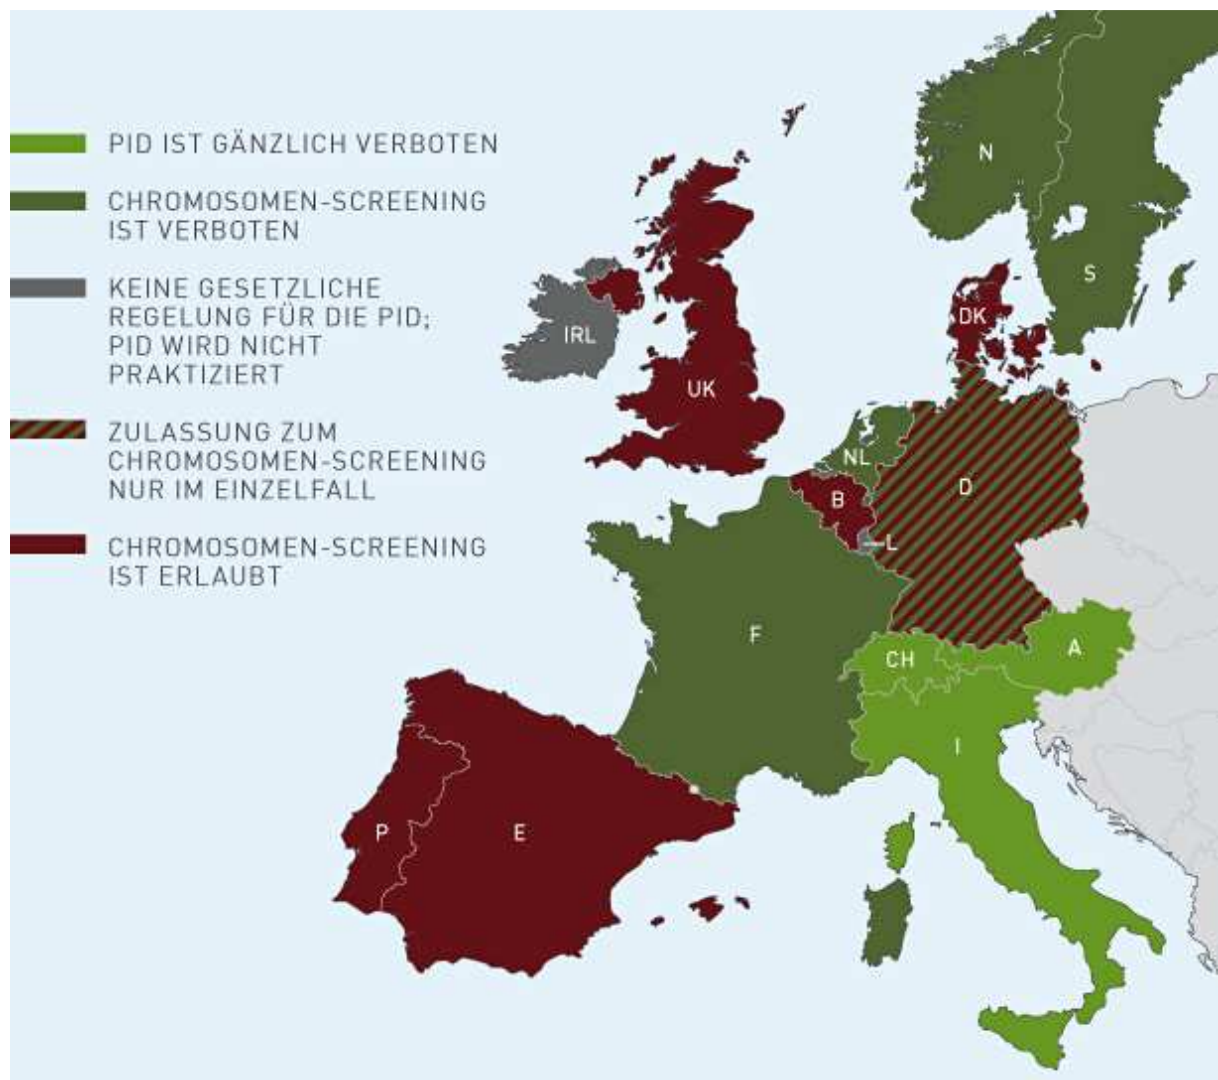 PID IST GÄNZLICH VERBOTEN
CHROMOSOMEN-SCREENING
IST VERBOTEN
KEINE GESETZLICHE
REGELUNG FÜR DIE PID;
PID WIRD NICHT
PRAKTIZIERT
ZULASSUNG ZUM
CHROMOSOMEN-SCREENING
NUR IM EINZELFALL
CHROMOSOMEN-SCREENING
IST ERLAUBT
N
S
DK
IRL
UK
NL
D
B
L
F
CH
A
I
P
E